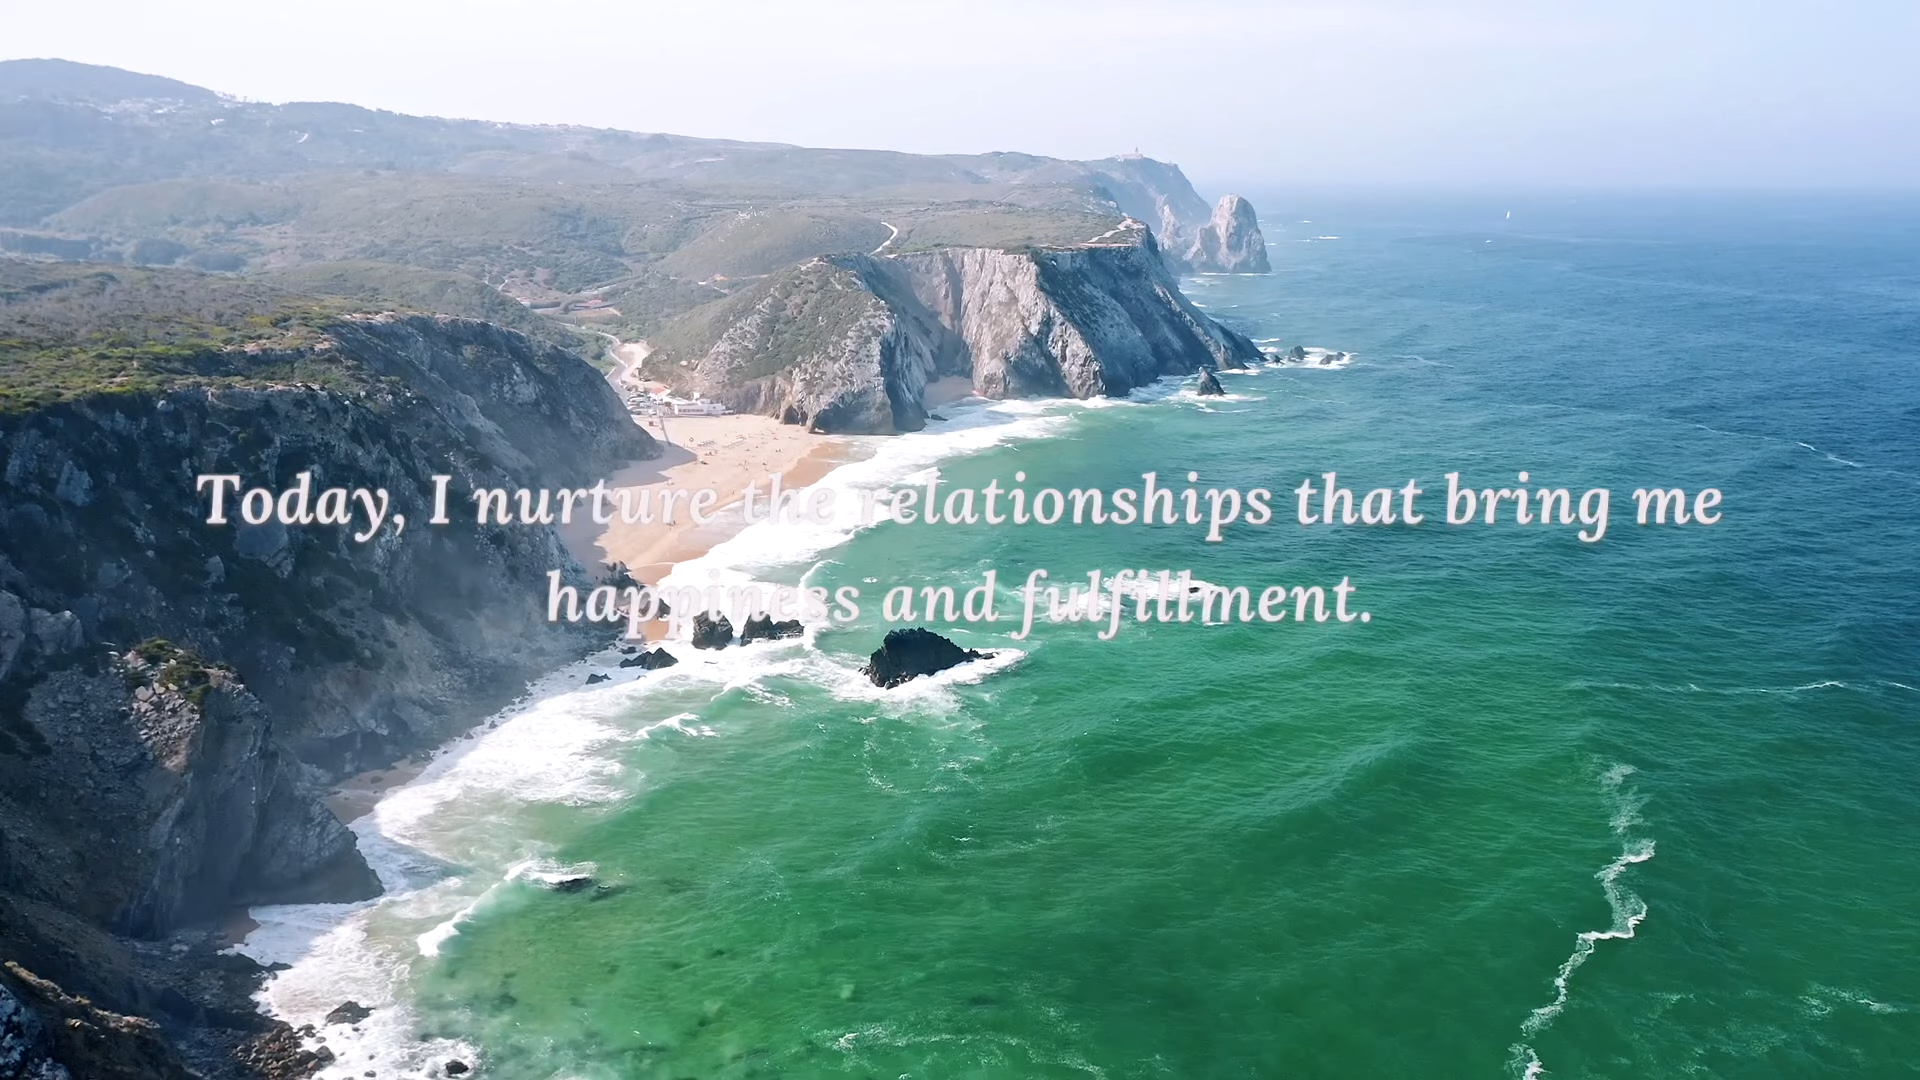 Today, I nurture the relationships that bring me
happiness and fulfillment.